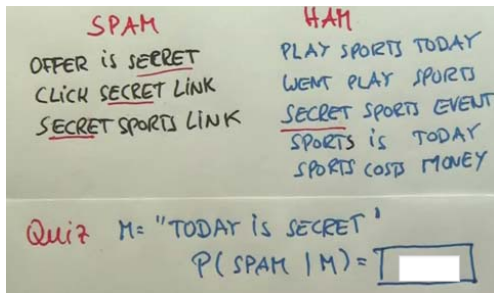 SPAM
OFFER is SECRET
CLICK SECRET LINK
SECRET SPORTS LINK
HAM
PLAY SPORTS TODAY
WENT PLAY SPORTS
SECRET SPORTS EVENT
SPORTS is TODAY
SPORTS COSTS MONEY
Quiz M= "TODAY is SECRET"
P(SPAM | M) =